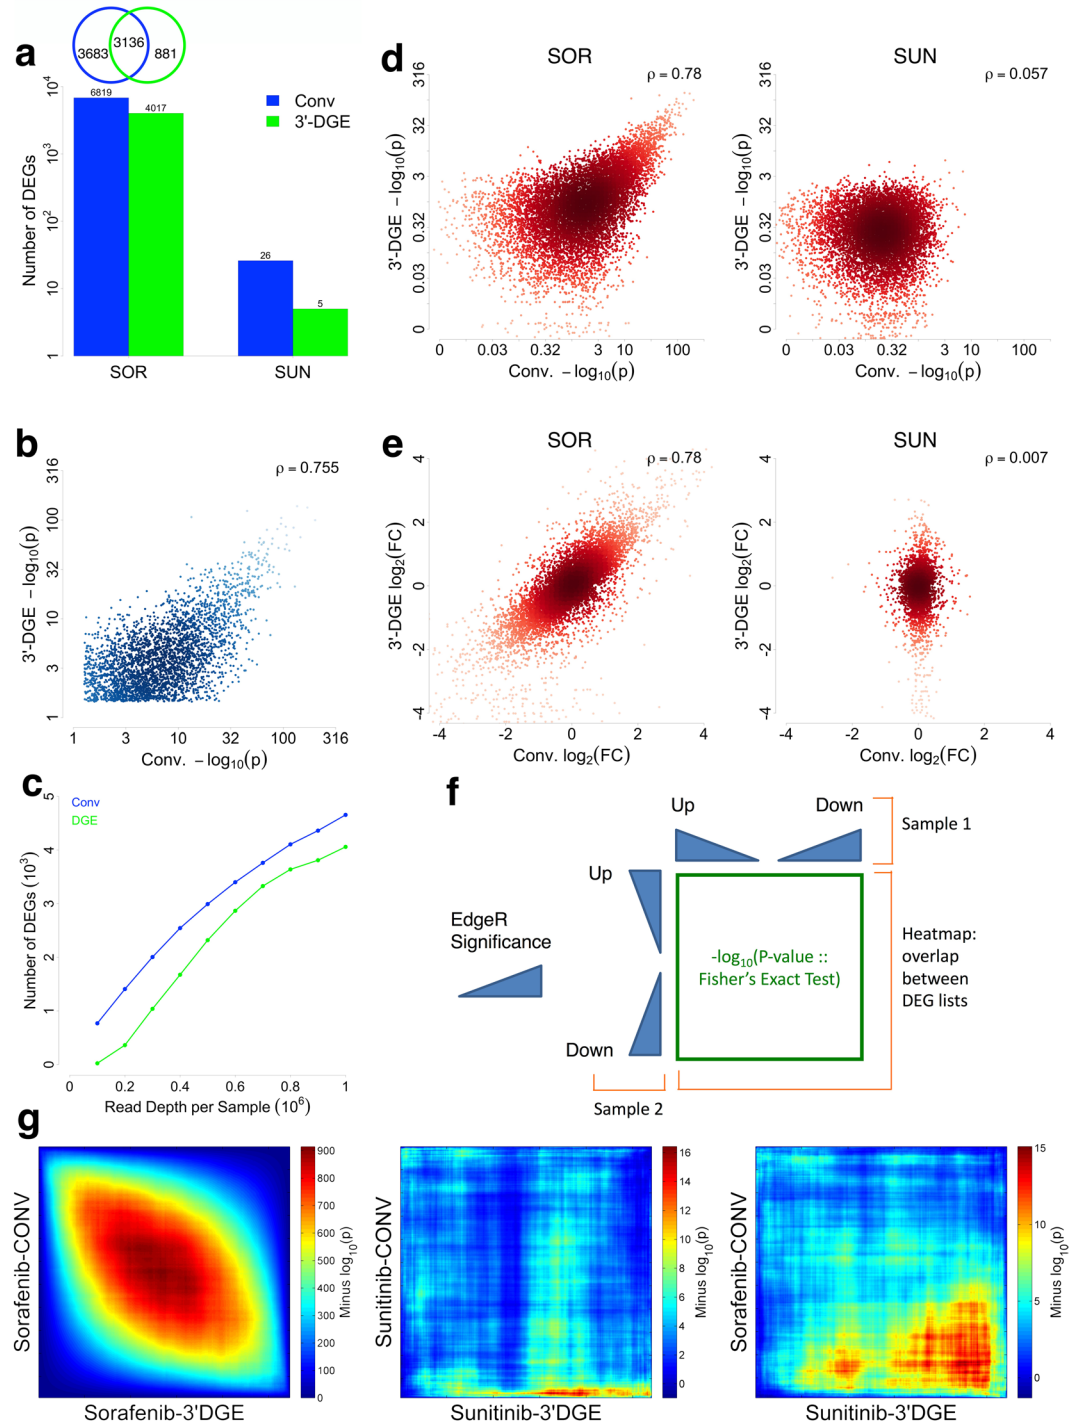 a
3683
3136
881
10⁴
10³
10²
10
1
Number of DEGs
6819
4017
26
5
Conv
3'-DGE
SOR
SUN
d
SOR
ρ = 0.78
316
32
3
0.32
0.03
0
3'-DGE −log₁₀(p)
0
0.03
0.32
3
10
100
Conv. −log₁₀(p)
SUN
ρ = 0.057
316
32
3
0.32
0.03
0
3'-DGE −log₁₀(p)
0
0.03
0.32
3
10
100
Conv. −log₁₀(p)
b
ρ = 0.755
316
100
32
10
3
1
3'-DGE −log₁₀(p)
1
3
10
32
100
316
Conv. −log₁₀(p)
e
SOR
ρ = 0.78
4
2
0
-2
-4
3'-DGE log₂(FC)
-4
-2
0
2
4
Conv. log₂(FC)
SUN
ρ = 0.007
4
2
0
-2
-4
3'-DGE log₂(FC)
-4
-2
0
2
4
Conv. log₂(FC)
c
Conv
DGE
5
4
3
2
1
0
Number of DEGs (10³)
0
0.2
0.4
0.6
0.8
1
Read Depth per Sample (10⁶)
f
Up
Down
Sample 1
Up
EdgeR
Significance
Down
Sample 2
-log₁₀(P-value ::
Fisher's Exact Test)
Heatmap:
overlap
between
DEG lists
g
Sorafenib-CONV
Sorafenib-3'DGE
900
800
700
600
500
400
300
200
100
0
Minus log₁₀(p)
Sunitinib-CONV
Sunitinib-3'DGE
16
14
12
10
8
6
4
2
0
Minus log₁₀(p)
Sorafenib-CONV
Sunitinib-3'DGE
15
10
5
0
Minus log₁₀(p)